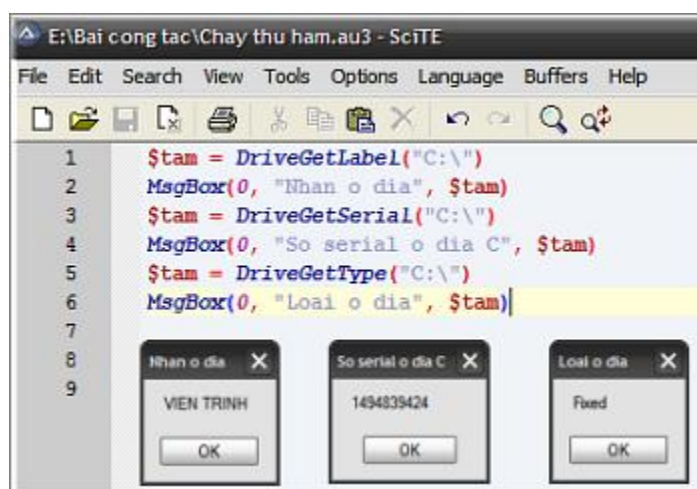 E:\Bai cong tac\Chay thu ham.au3 - SciTE
File Edit Search View Tools Options Language Buffers Help
1 $tam = DriveGetLabel("C:\")
2 MsgBox(0, "Nhan o dia", $tam)
3 $tam = DriveGetSerial("C:\")
4 MsgBox(0, "So serial o dia C", $tam)
5 $tam = DriveGetType("C:\")
6 MsgBox(0, "Loai o dia", $tam)
7
8
9
Nhan o dia
VIEN TRINH
OK
So serial o dia C
1494839424
OK
Loai o dia
Fixed
OK